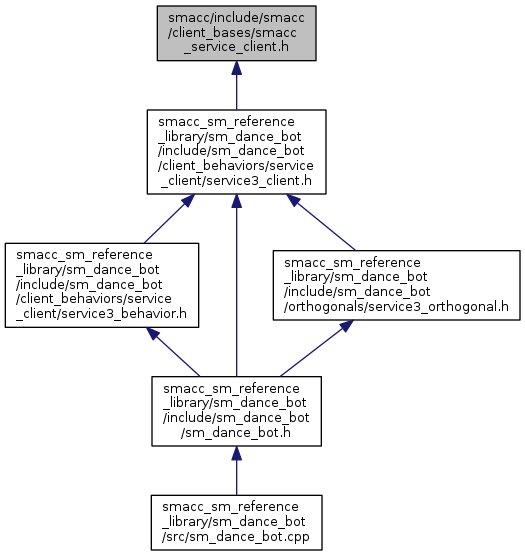 smacc/include/smacc
/client_bases/smacc
_service_client.h
smacc_sm_reference
_library/sm_dance_bot
/include/sm_dance_bot
/client_behaviors/service
_client/service3_client.h
smacc_sm_reference
_library/sm_dance_bot
/include/sm_dance_bot
/client_behaviors/service
_client/service3_behavior.h
smacc_sm_reference
_library/sm_dance_bot
/include/sm_dance_bot
/orthogonals/service3_orthogonal.h
smacc_sm_reference
_library/sm_dance_bot
/include/sm_dance_bot
/sm_dance_bot.h
smacc_sm_reference
_library/sm_dance_bot
/src/sm_dance_bot.cpp